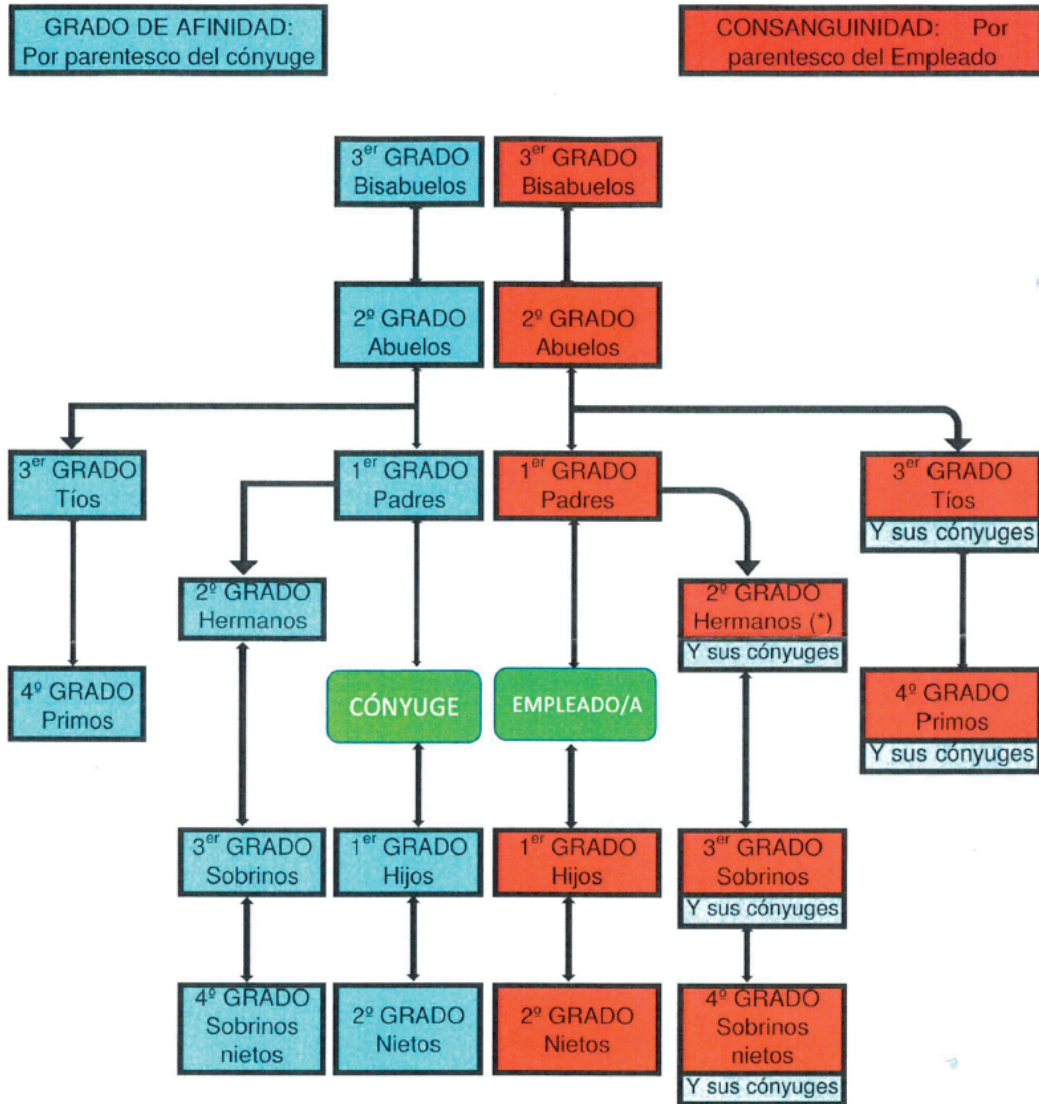 GRADO DE AFINIDAD:
Por parentesco del cónyuge
CONSANGUINIDAD: Por
parentesco del Empleado
3er GRADO
Bisabuelos
3er GRADO
Bisabuelos
2º GRADO
Abuelos
2º GRADO
Abuelos
3er GRADO
Tíos
1er GRADO
Padres
1er GRADO
Padres
3er GRADO
Tíos
Y sus cónyuges
2º GRADO
Hermanos
2º GRADO
Hermanos (*)
Y sus cónyuges
4º GRADO
Primos
CÓNYUGE
EMPLEADO/A
4º GRADO
Primos
Y sus cónyuges
3er GRADO
Sobrinos
1er GRADO
Hijos
1er GRADO
Hijos
3er GRADO
Sobrinos
Y sus cónyuges
4º GRADO
Sobrinos
nietos
2º GRADO
Nietos
2º GRADO
Nietos
4º GRADO
Sobrinos
nietos
Y sus cónyuges